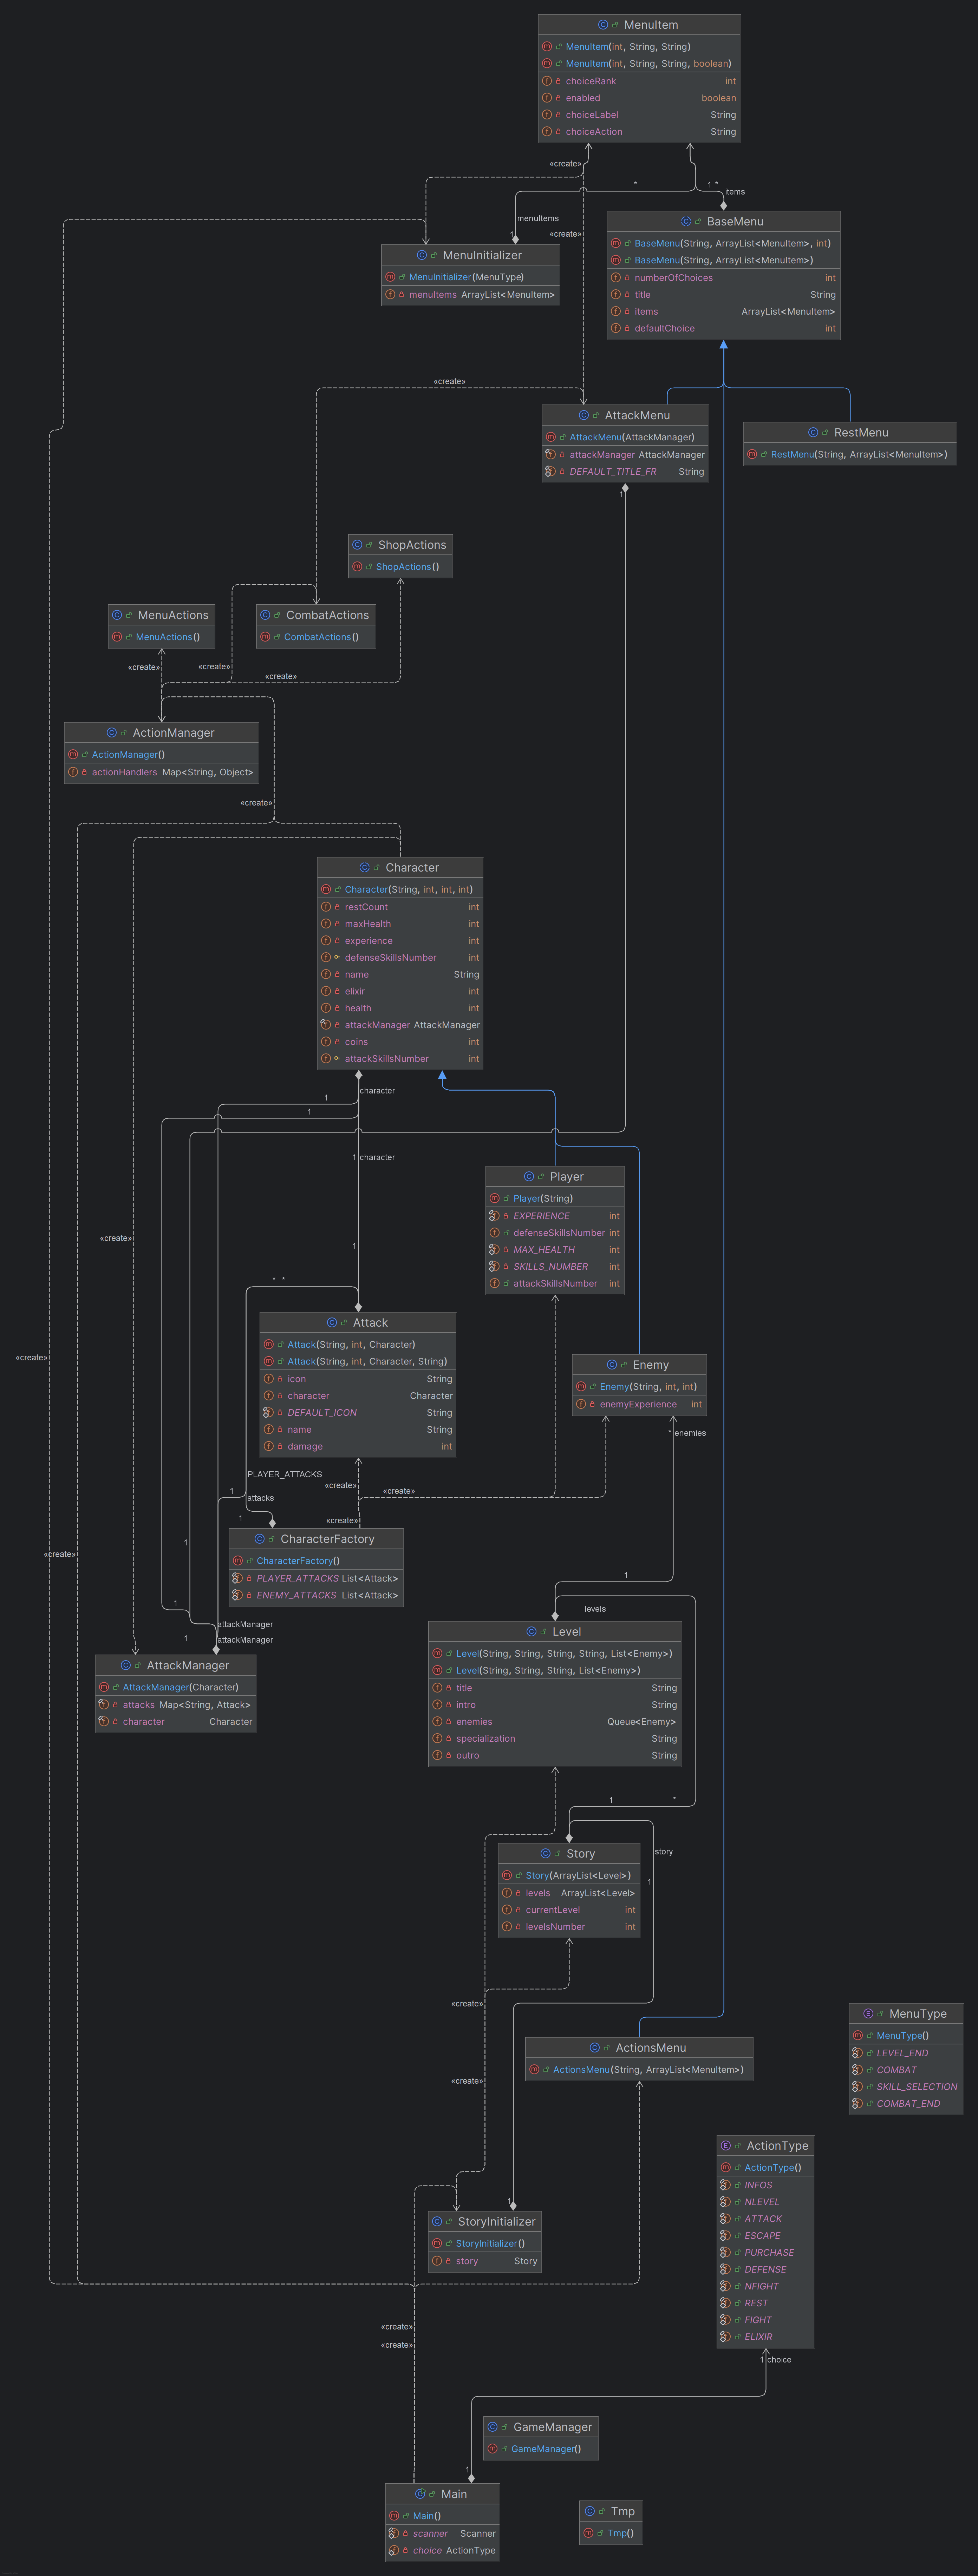 MenuItem
MenuItem(int, String, String)
MenuItem(int, String, String, boolean)
choiceRank int
enabled boolean
choiceLabel String
choiceAction String
«create»
* 1 *
items
menuItems
1
«create»
BaseMenu
BaseMenu(String, ArrayList<MenuItem>, int)
BaseMenu(String, ArrayList<MenuItem>)
numberOfChoices int
title String
items ArrayList<MenuItem>
defaultChoice int
MenuInitializer
MenuInitializer(MenuType)
menuItems ArrayList<MenuItem>
«create»
AttackMenu
AttackMenu(AttackManager)
attackManager AttackManager
DEFAULT_TITLE_FR String
1
RestMenu
RestMenu(String, ArrayList<MenuItem>)
ShopActions
ShopActions()
MenuActions
MenuActions()
CombatActions
CombatActions()
«create» «create»
«create»
ActionManager
ActionManager()
actionHandlers Map<String, Object>
«create»
Character
Character(String, int, int, int)
restCount int
maxHealth int
experience int
defenseSkillsNumber int
name String
elixir int
health int
attackManager AttackManager
coins int
attackSkillsNumber int
character
1
1
1 character
Player
Player(String)
EXPERIENCE int
defenseSkillsNumber int
MAX_HEALTH int
SKILLS_NUMBER int
attackSkillsNumber int
«create»
1
* *
Attack
Attack(String, int, Character)
Attack(String, int, Character, String)
icon String
character Character
DEFAULT_ICON String
name String
damage int
«create»
Enemy
Enemy(String, int, int)
enemyExperience int
* enemies
PLAYER_ATTACKS
«create»
1
«create»
attacks
1
«create»
CharacterFactory
CharacterFactory()
PLAYER_ATTACKS List<Attack>
ENEMY_ATTACKS List<Attack>
1
«create»
1
1
levels
attackManager
1
attackManager
AttackManager
AttackManager(Character)
attacks Map<String, Attack>
character Character
Level
Level(String, String, String, String, List<Enemy>)
Level(String, String, String, List<Enemy>)
title String
intro String
enemies Queue<Enemy>
specialization String
outro String
1 *
Story
Story(ArrayList<Level>)
levels ArrayList<Level>
currentLevel int
levelsNumber int
story
1
«create»
ActionsMenu
ActionsMenu(String, ArrayList<MenuItem>)
«create»
MenuType
MenuType()
LEVEL_END
COMBAT
SKILL_SELECTION
COMBAT_END
ActionType
ActionType()
INFOS
NLEVEL
ATTACK
ESCAPE
PURCHASE
DEFENSE
NFIGHT
REST
FIGHT
ELIXIR
1
StoryInitializer
StoryInitializer()
story Story
«create»
«create»
1 choice
GameManager
GameManager()
1
Main
Main()
scanner Scanner
choice ActionType
Tmp
Tmp()